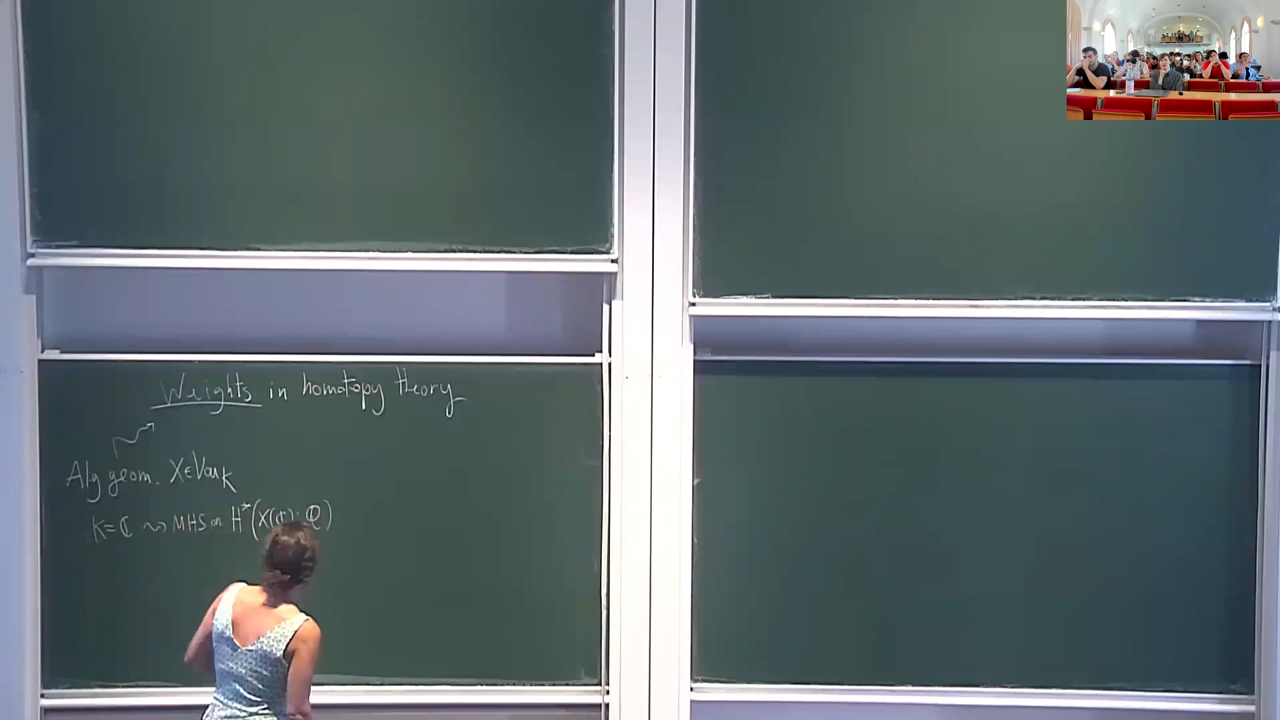 Weights in homotopy theory
Alg geom. X∈Var_K
K=ℂ ⇝ MHS on H*(X(ℂ); ℚ)